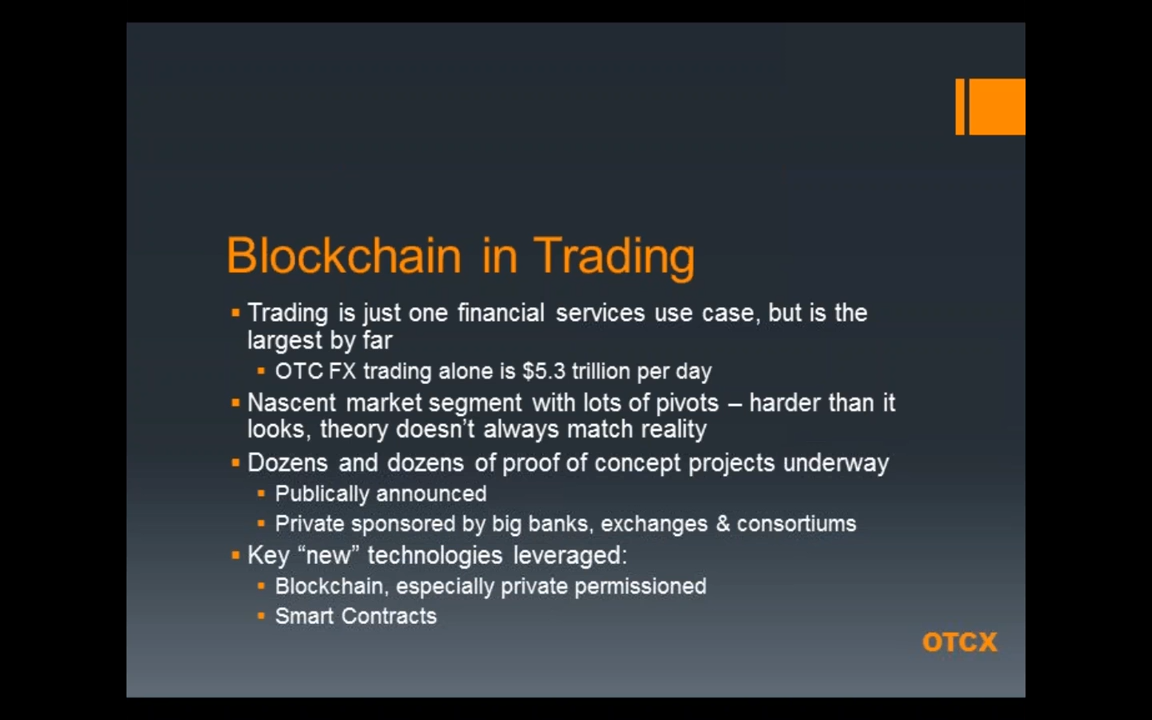 Blockchain in Trading
Trading is just one financial services use case, but is the
largest by far
OTC FX trading alone is $5.3 trillion per day
Nascent market segment with lots of pivots – harder than it
looks, theory doesn’t always match reality
Dozens and dozens of proof of concept projects underway
Publically announced
Private sponsored by big banks, exchanges & consortiums
Key “new” technologies leveraged:
Blockchain, especially private permissioned
Smart Contracts
OTCX